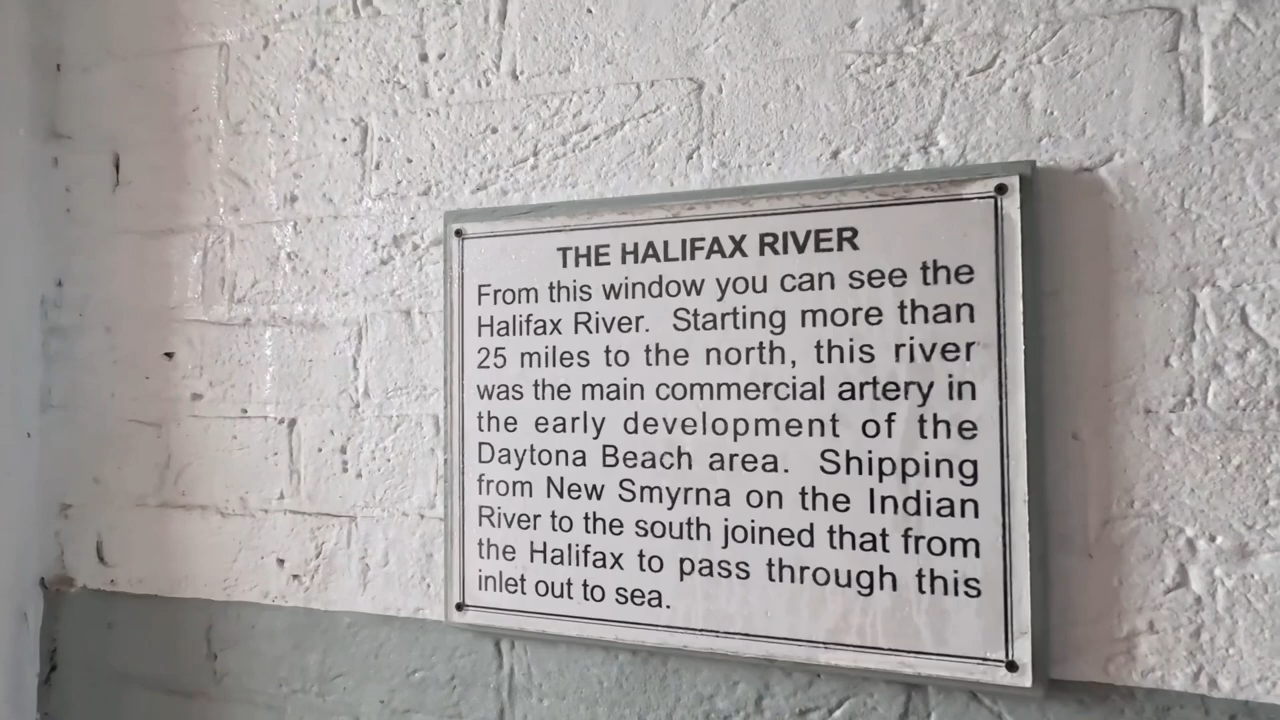 THE HALIFAX RIVER
From this window you can see the
Halifax River. Starting more than
25 miles to the north, this river
was the main commercial artery in
the early development of the
Daytona Beach area. Shipping
from New Smyrna on the Indian
River to the south joined that from
the Halifax to pass through this
inlet out to sea.